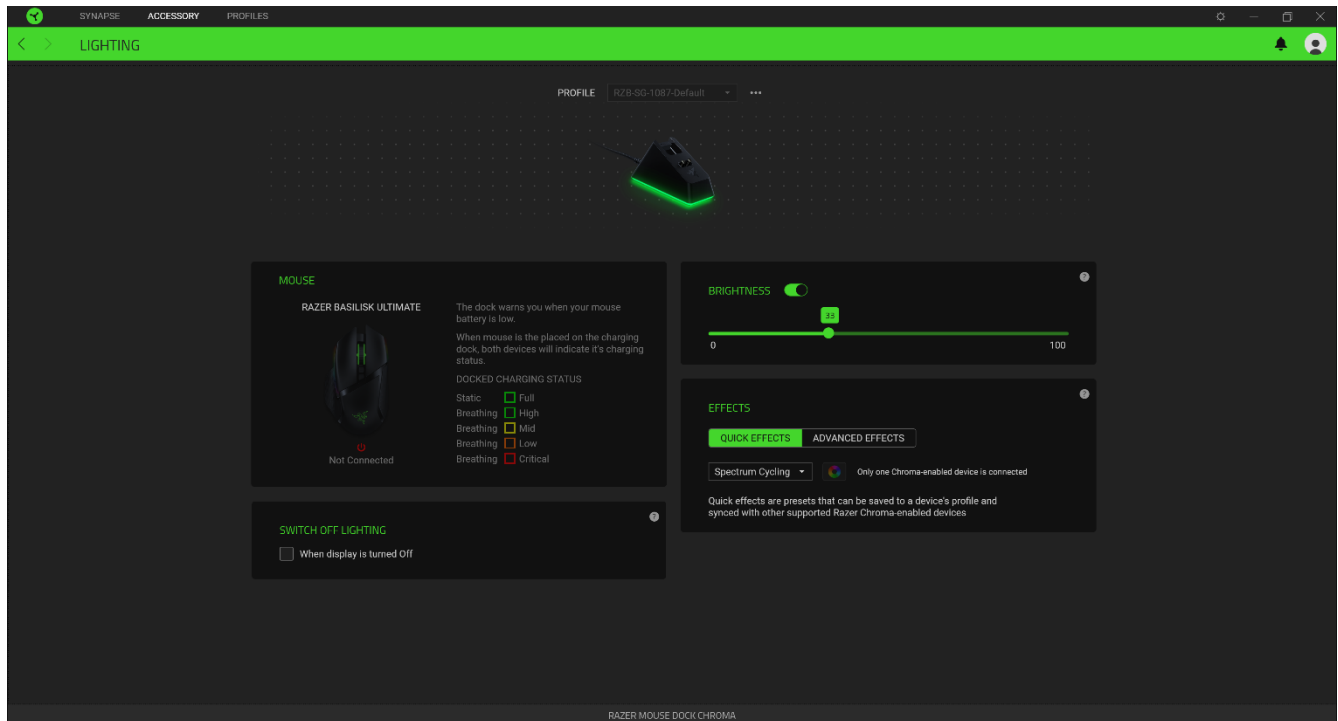 SYNAPSE ACCESSORY PROFILES
LIGHTING
PROFILE RZ8-SG-1087-Default
MOUSE
RAZER BASILISK ULTIMATE
Not Connected
The dock warns you when your mouse
battery is low.
When mouse is the placed on the charging
dock, both devices will indicate it's charging
status.
DOCKED CHARGING STATUS
Static Full
Breathing High
Breathing Mid
Breathing Low
Breathing Critical
SWITCH OFF LIGHTING
?
When display is turned Off
?
BRIGHTNESS
33
0 100
?
EFFECTS
QUICK EFFECTS ADVANCED EFFECTS
Spectrum Cycling Only one Chroma-enabled device is connected
Quick effects are presets that can be saved to a device's profile and
synced with other supported Razer Chroma-enabled devices
RAZER MOUSE DOCK CHROMA